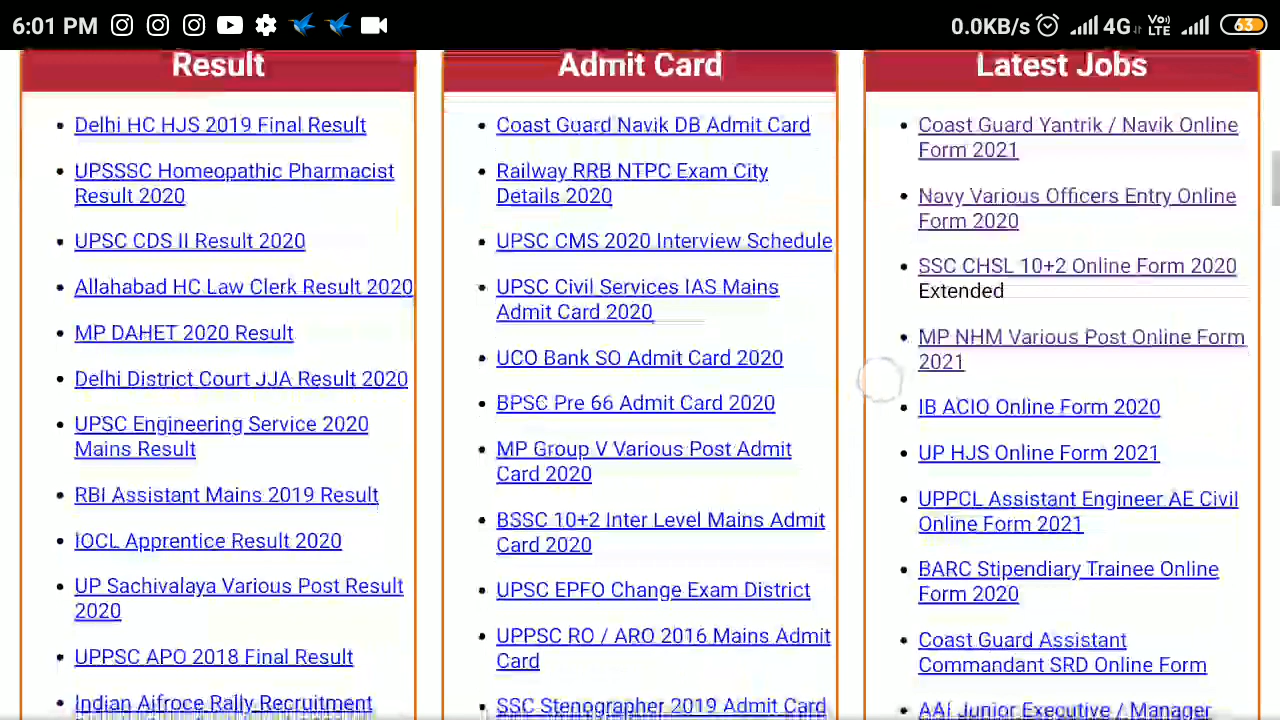 6:01 PM
0.0KB/s
4G
Vo) LTE
63
Result
Delhi HC HJS 2019 Final Result
UPSSSC Homeopathic Pharmacist
Result 2020
UPSC CDS II Result 2020
Allahabad HC Law Clerk Result 2020
MP DAHET 2020 Result
Delhi District Court JJA Result 2020
UPSC Engineering Service 2020
Mains Result
RBI Assistant Mains 2019 Result
IOCL Apprentice Result 2020
UP Sachivalaya Various Post Result
2020
UPPSC APO 2018 Final Result
Indian Aifroce Rally Recruitment
Admit Card
Coast Guard Navik DB Admit Card
Railway RRB NTPC Exam City
Details 2020
UPSC CMS 2020 Interview Schedule
UPSC Civil Services IAS Mains
Admit Card 2020
UCO Bank SO Admit Card 2020
BPSC Pre 66 Admit Card 2020
MP Group V Various Post Admit
Card 2020
BSSC 10+2 Inter Level Mains Admit
Card 2020
UPSC EPFO Change Exam District
UPPSC RO / ARO 2016 Mains Admit
Card
SSC Stenographer 2019 Admit Card
Latest Jobs
Coast Guard Yantrik / Navik Online
Form 2021
Navy Various Officers Entry Online
Form 2020
SSC CHSL 10+2 Online Form 2020
Extended
MP NHM Various Post Online Form
2021
IB ACIO Online Form 2020
UP HJS Online Form 2021
UPPCL Assistant Engineer AE Civil
Online Form 2021
BARC Stipendiary Trainee Online
Form 2020
Coast Guard Assistant
Commandant SRD Online Form
AAI Junior Executive / Manager